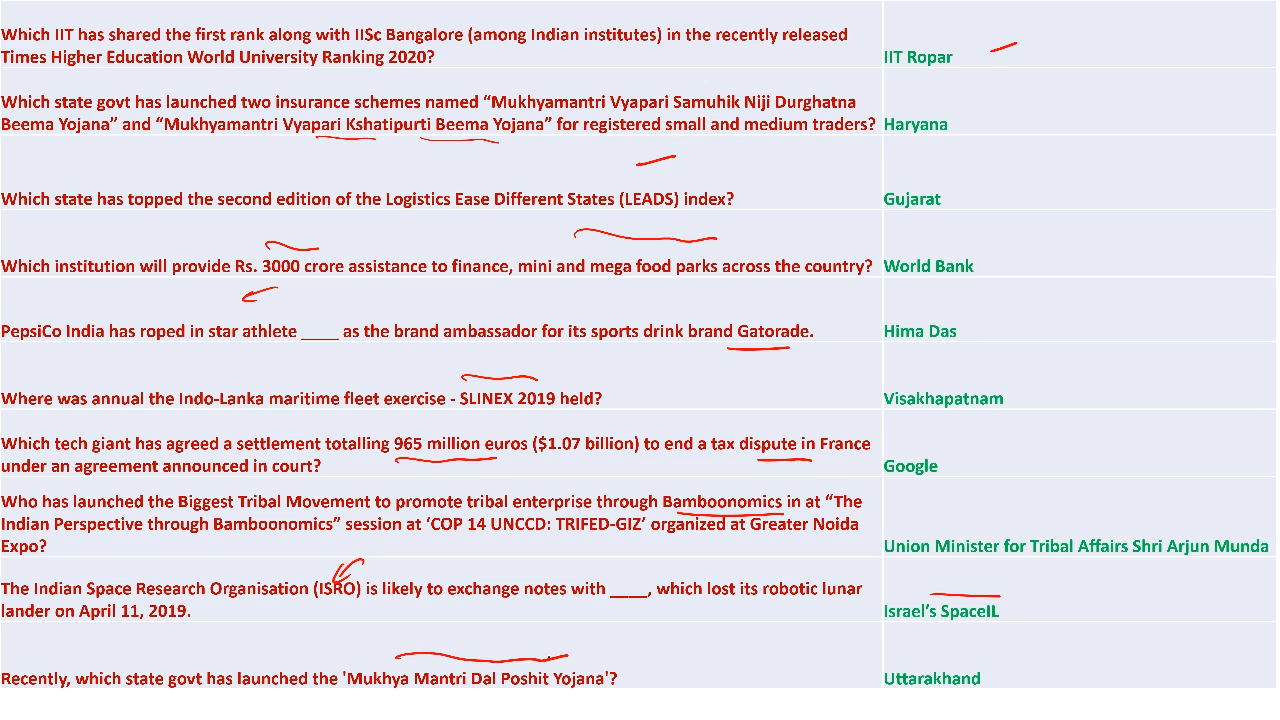 Which IIT has shared the first rank along with IISc Bangalore (among Indian institutes) in the recently released
Times Higher Education World University Ranking 2020?
IIT Ropar
Which state govt has launched two insurance schemes named “Mukhyamantri Vyapari Samuhik Niji Durghatna
Beema Yojana” and “Mukhyamantri Vyapari Kshatipurti Beema Yojana” for registered small and medium traders?
Haryana
Which state has topped the second edition of the Logistics Ease Different States (LEADS) index?
Gujarat
Which institution will provide Rs. 3000 crore assistance to finance, mini and mega food parks across the country?
World Bank
PepsiCo India has roped in star athlete ____ as the brand ambassador for its sports drink brand Gatorade.
Hima Das
Where was annual the Indo-Lanka maritime fleet exercise - SLINEX 2019 held?
Visakhapatnam
Which tech giant has agreed a settlement totalling 965 million euros ($1.07 billion) to end a tax dispute in France
under an agreement announced in court?
Google
Who has launched the Biggest Tribal Movement to promote tribal enterprise through Bamboonomics in at “The
Indian Perspective through Bamboonomics” session at ‘COP 14 UNCCD: TRIFED-GIZ’ organized at Greater Noida
Expo?
Union Minister for Tribal Affairs Shri Arjun Munda
The Indian Space Research Organisation (ISRO) is likely to exchange notes with ____, which lost its robotic lunar
lander on April 11, 2019.
Israel’s SpaceIL
Recently, which state govt has launched the 'Mukhya Mantri Dal Poshit Yojana'?
Uttarakhand